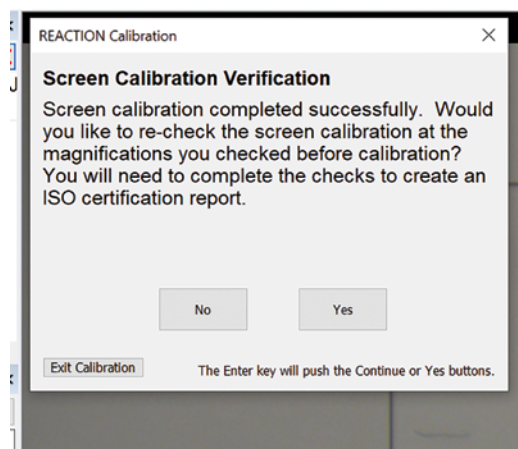 REACTION Calibration
Screen Calibration Verification
Screen calibration completed successfully. Would
you like to re-check the screen calibration at the
magnifications you checked before calibration?
You will need to complete the checks to create an
ISO certification report.
No
Yes
Exit Calibration
The Enter key will push the Continue or Yes buttons.